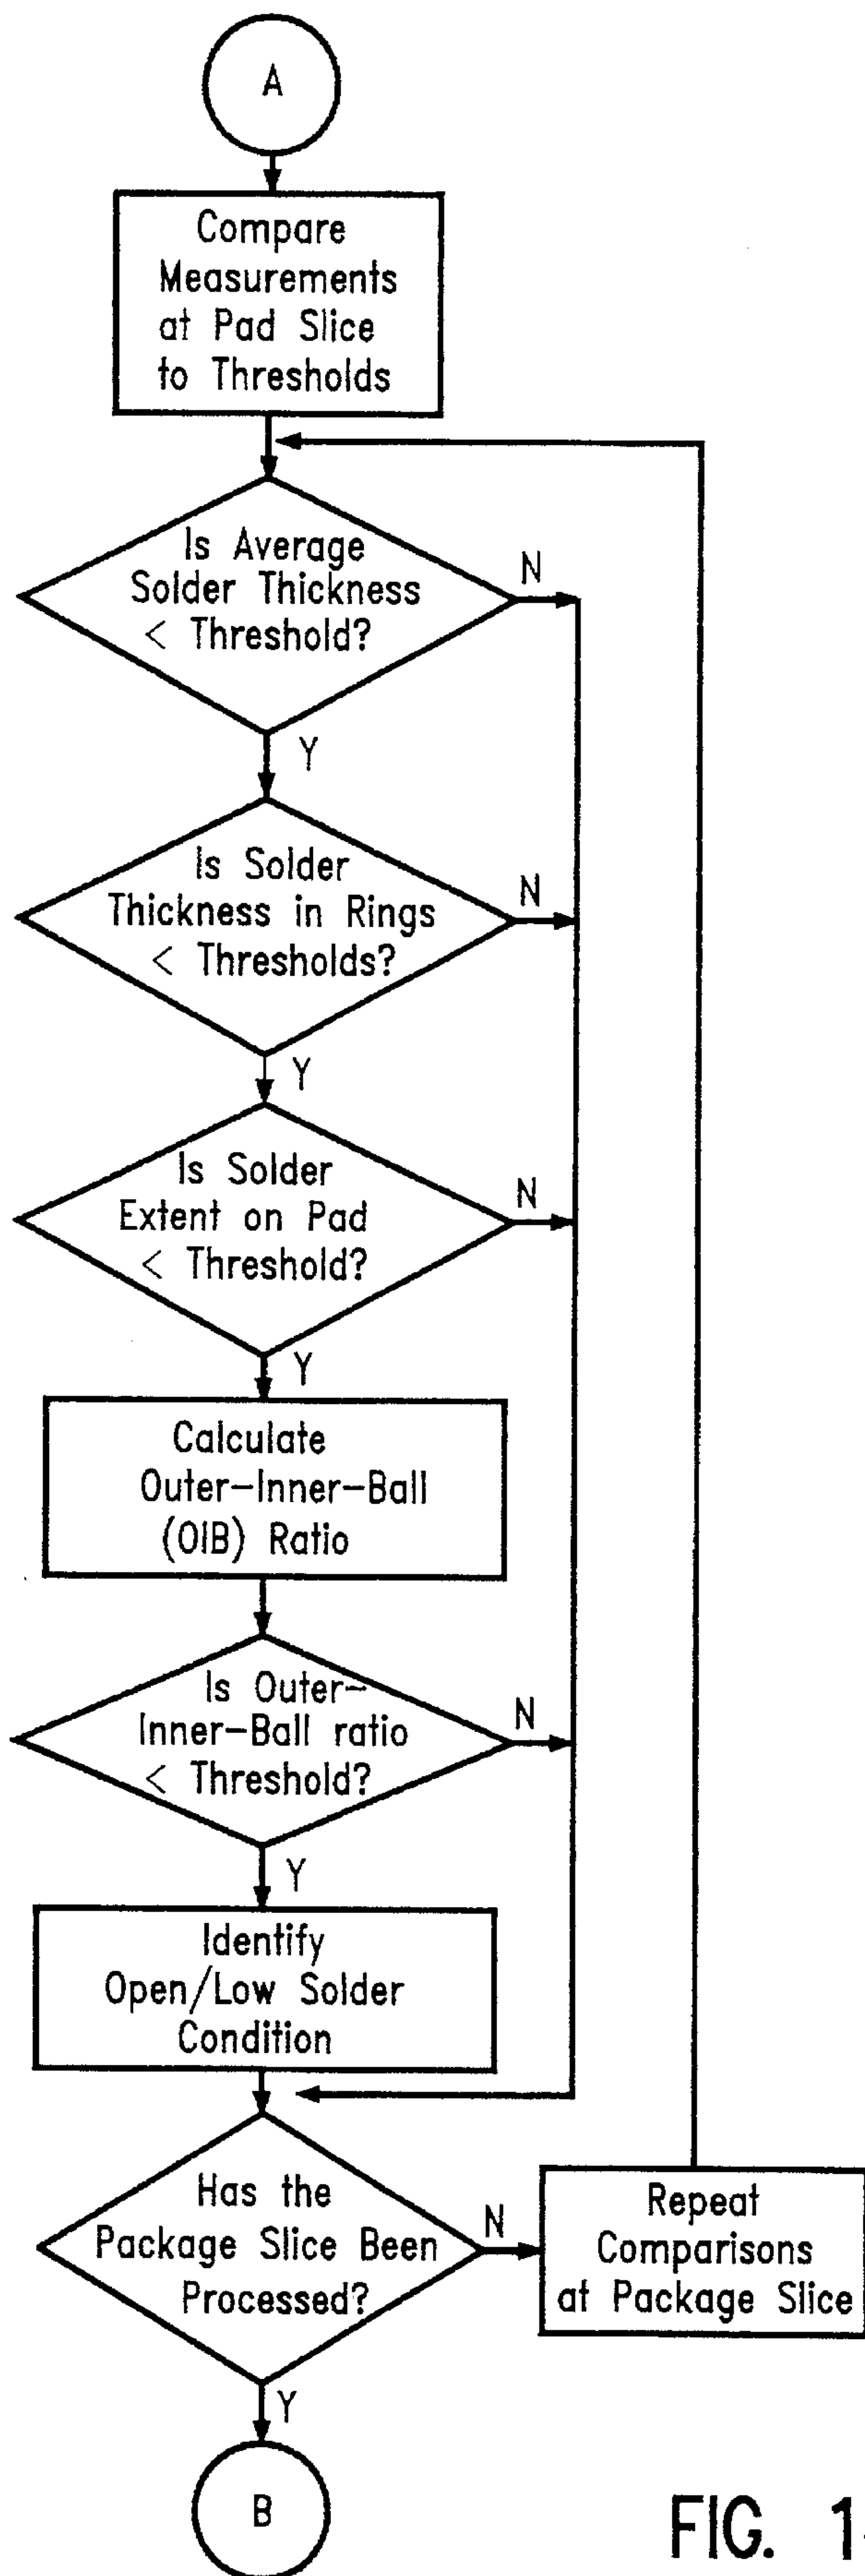 A
Compare
Measurements
at Pad Slice
to Thresholds
Is Average
Solder Thickness
< Threshold?
N
Y
Is Solder
Thickness in Rings
< Thresholds?
N
Y
Is Solder
Extent on Pad
< Threshold?
N
Y
Calculate
Outer-Inner-Ball
(OIB) Ratio
Is Outer-
Inner-Ball ratio
< Threshold?
N
Y
Identify
Open/Low Solder
Condition
Has the
Package Slice Been
Processed?
N
Repeat
Comparisons
at Package Slice
Y
B
FIG.